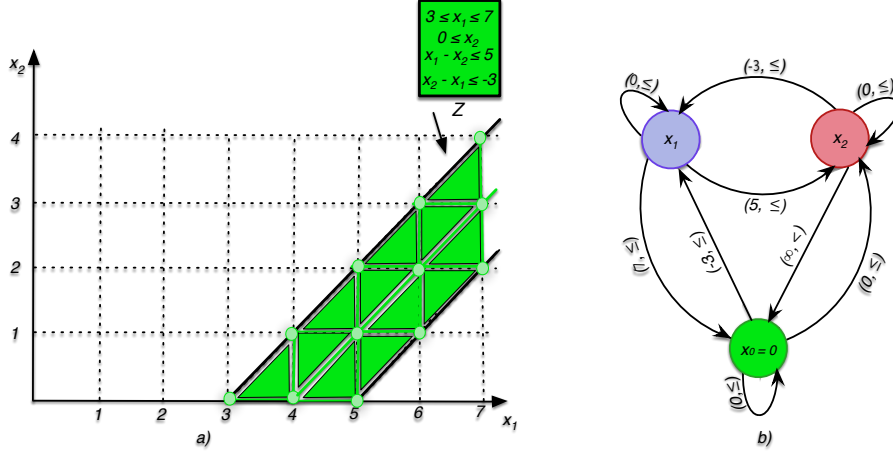 3 ≤ x₁ ≤ 7
0 ≤ x₂
x₁ - x₂ ≤ 5
x₂ - x₁ ≤ -3
Z
x₂
4
3
2
1
1 2 3 4 5 6 7
x₁
a)
(0, ≤)
(-3, ≤)
(0, ≤)
x₁
x₂
(5, ≤)
(7, ≤)
(-3, ≤)
(∞, <)
(0, ≤)
x₀ = 0
(0, ≤)
b)